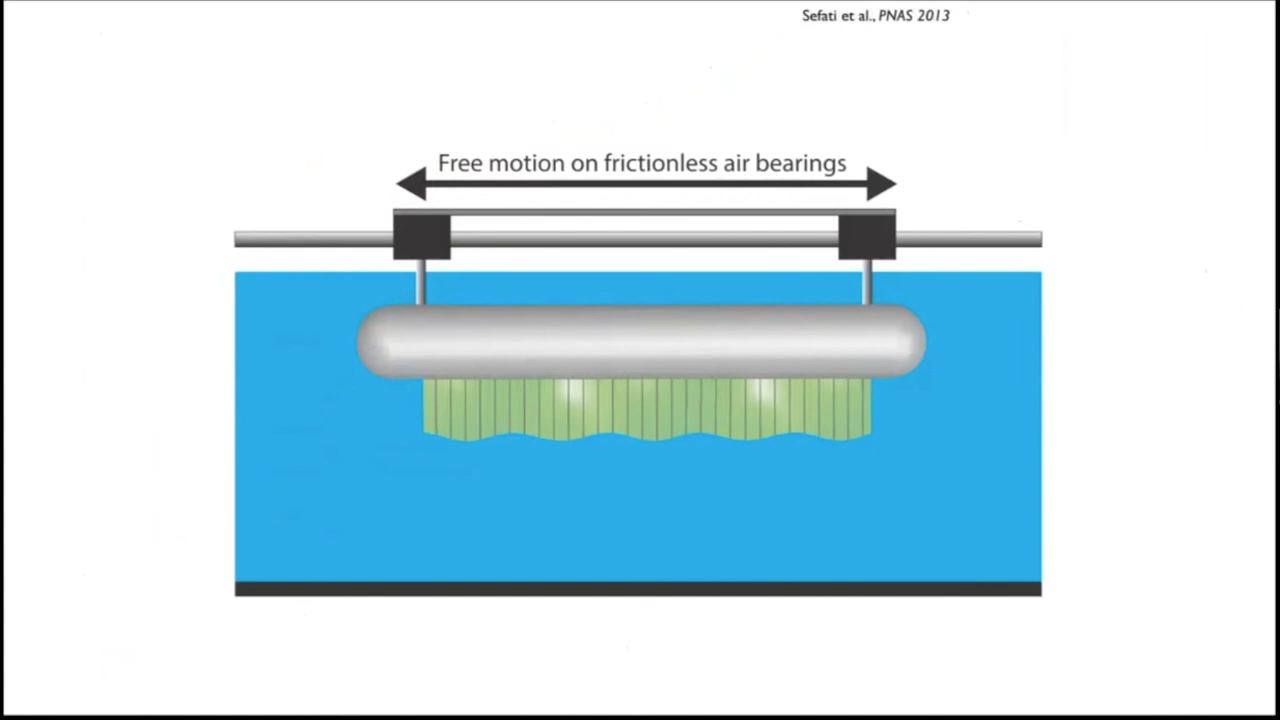 Sefati et al., PNAS 2013
Free motion on frictionless air bearings